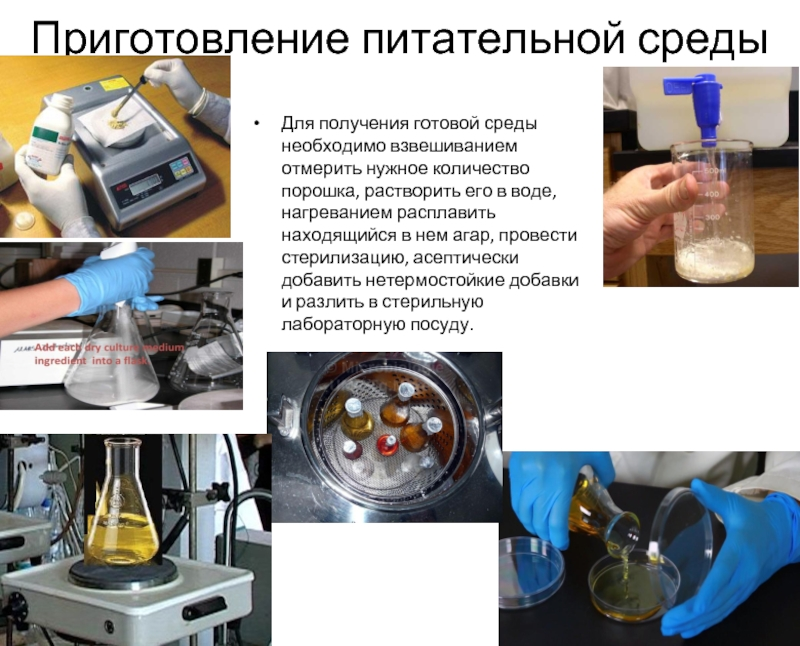 Приготовление питательной среды
• Для получения готовой среды
необходимо взвешиванием
отмерить нужное количество
порошка, растворить его в воде,
нагреванием расплавить
находящийся в нем агар, провести
стерилизацию, асептически
добавить нетермостойкие добавки
и разлить в стерильную
лабораторную посуду.
Add each dry culture medium
ingredient into a flask
400
300